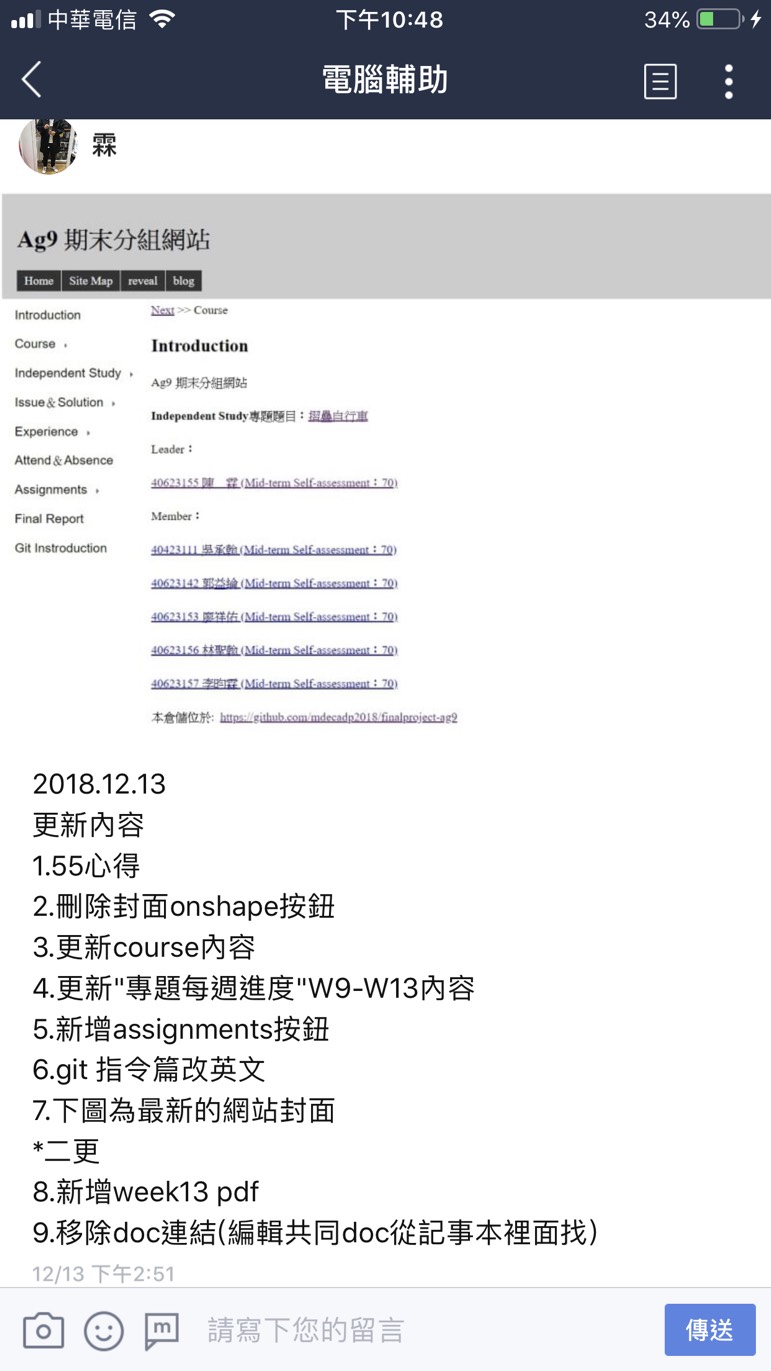 中華電信
下午10:48
34%
電腦輔助
霖
Ag9 期末分組網站
Home Site Map reveal blog
Introduction
Course
Independent Study
Issue&Solution
Experience
Attend&Absence
Assignments
Final Report
Git Instroduction
Next >> Course
Introduction
Ag9 期末分組網站
Independent Study專題題目：摺疊自行車
Leader：
40623155 陳 霖 (Mid-term Self-assessment：70)
Member：
40423111 吳承翰 (Mid-term Self-assessment：70)
40623142 郭益綸 (Mid-term Self-assessment：70)
40623153 廖祥佑 (Mid-term Self-assessment：70)
40623156 林聖翰 (Mid-term Self-assessment：70)
40623157 李昀霖 (Mid-term Self-assessment：70)
本倉儲位於: https://github.com/mdecadp2018/finalproject-ag9
2018.12.13
更新內容
1.55心得
2.刪除封面onshape按鈕
3.更新course內容
4.更新"專題每週進度"W9-W13內容
5.新增assignments按鈕
6.git 指令篇改英文
7.下圖為最新的網站封面
*二更
8.新增week13 pdf
9.移除doc連結(編輯共同doc從記事本裡面找)
12/13 下午2:51
請寫下您的留言
傳送